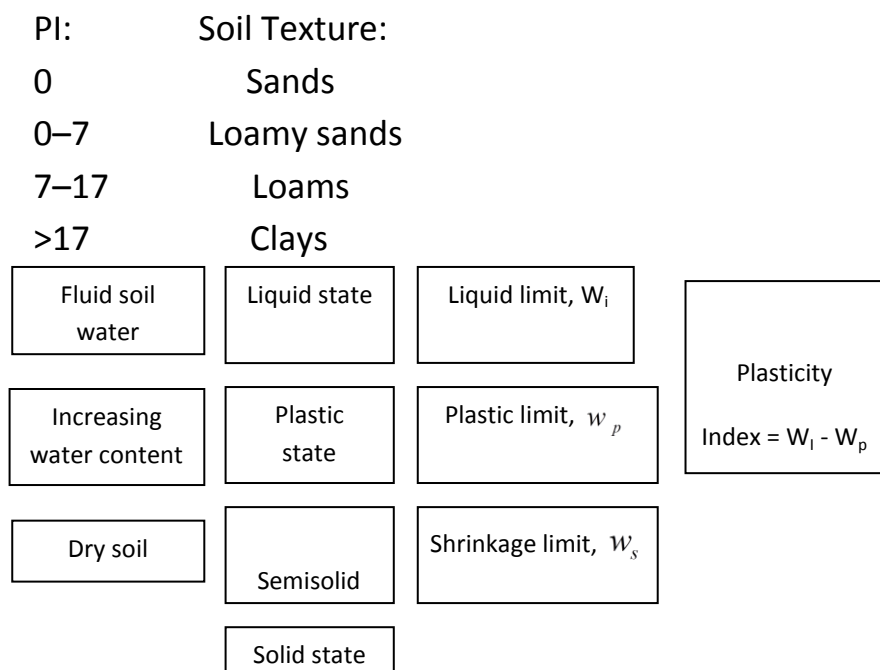 PI: Soil Texture:
0 Sands
0–7 Loamy sands
7–17 Loams
>17 Clays
Fluid soil
water
Liquid state
Liquid limit, Wᵢ
Plasticity
Index = Wₗ - Wₚ
Increasing
water content
Plastic
state
Plastic limit, wₚ
Dry soil
Semisolid
Shrinkage limit, wₛ
Solid state